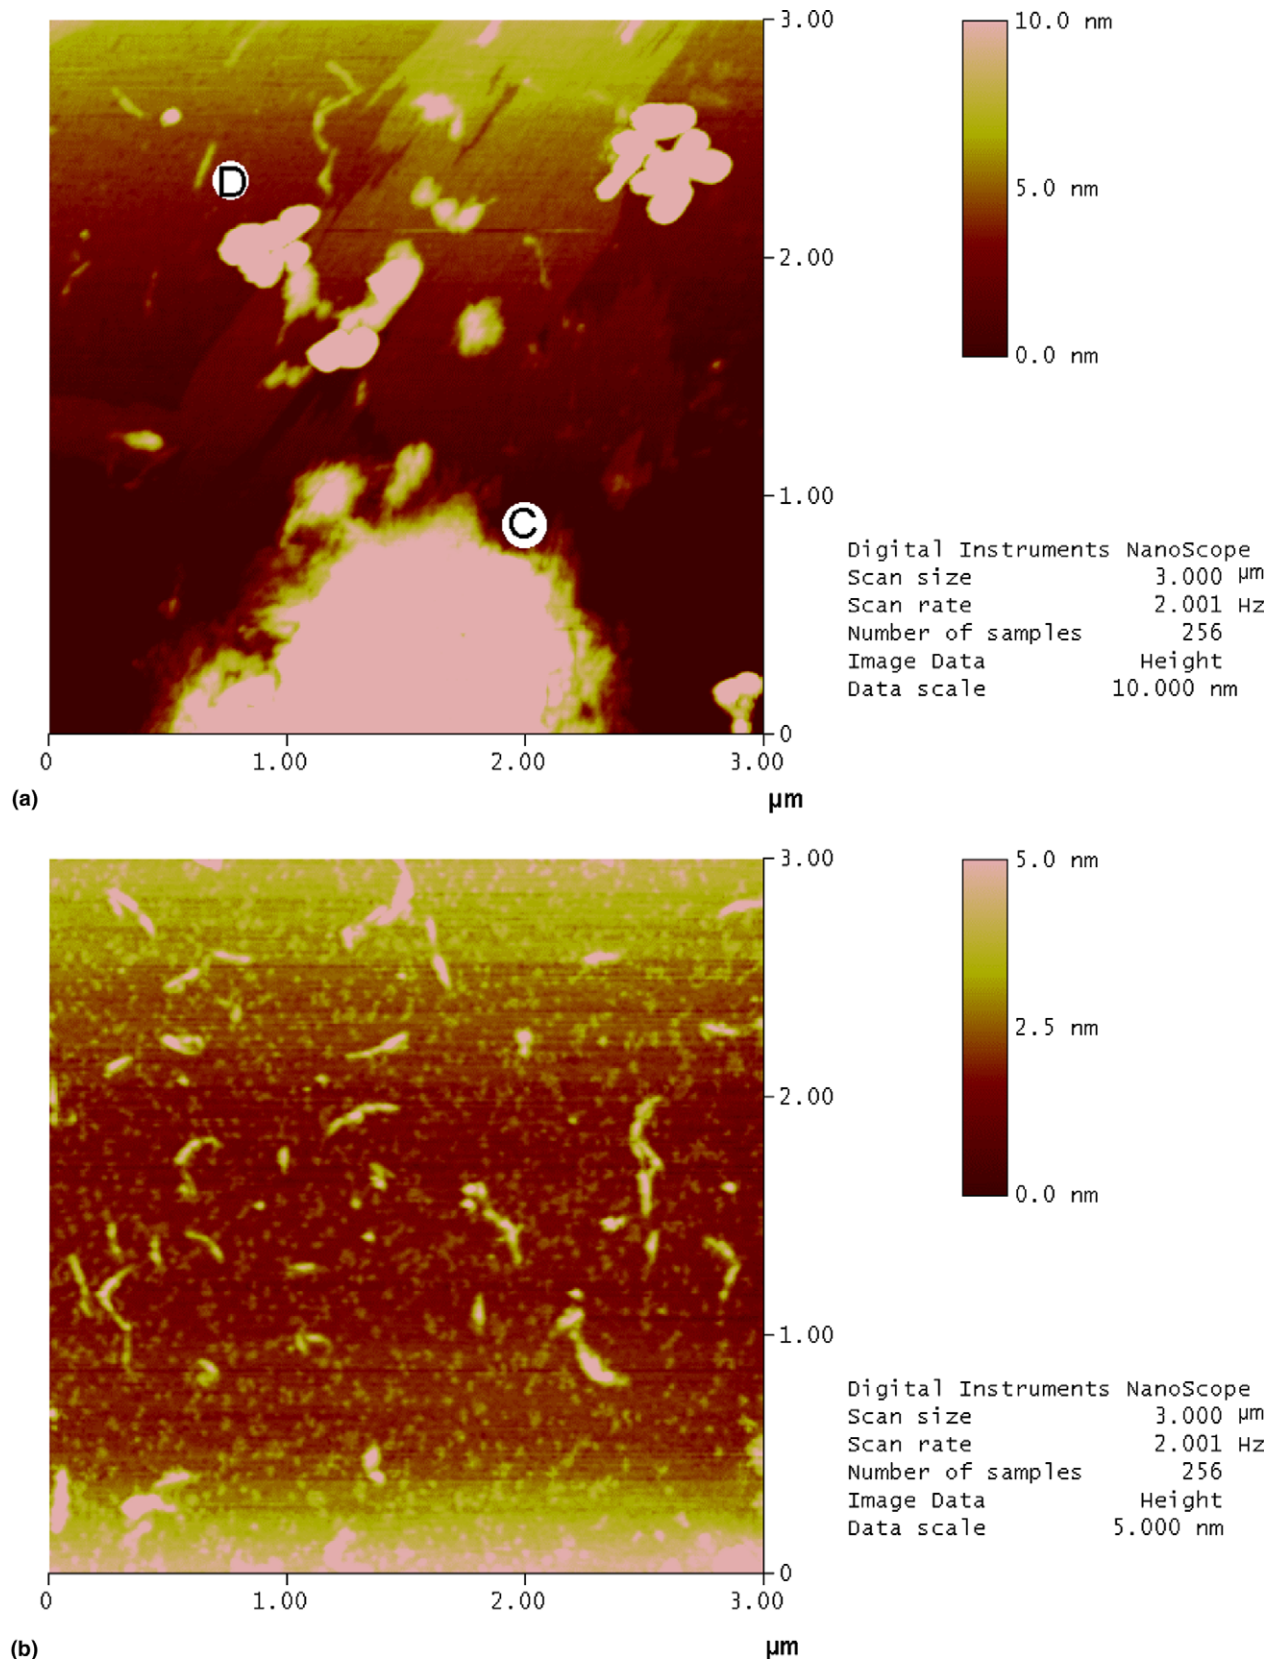 10.0 nm
5.0 nm
0.0 nm
3.00
2.00
1.00
0
0
1.00
2.00
3.00
µm
D
C
Digital Instruments NanoScope
Scan size 3.000 µm
Scan rate 2.001 Hz
Number of samples 256
Image Data Height
Data scale 10.000 nm
(a)
5.0 nm
2.5 nm
0.0 nm
3.00
2.00
1.00
0
0
1.00
2.00
3.00
µm
Digital Instruments NanoScope
Scan size 3.000 µm
Scan rate 2.001 Hz
Number of samples 256
Image Data Height
Data scale 5.000 nm
(b)